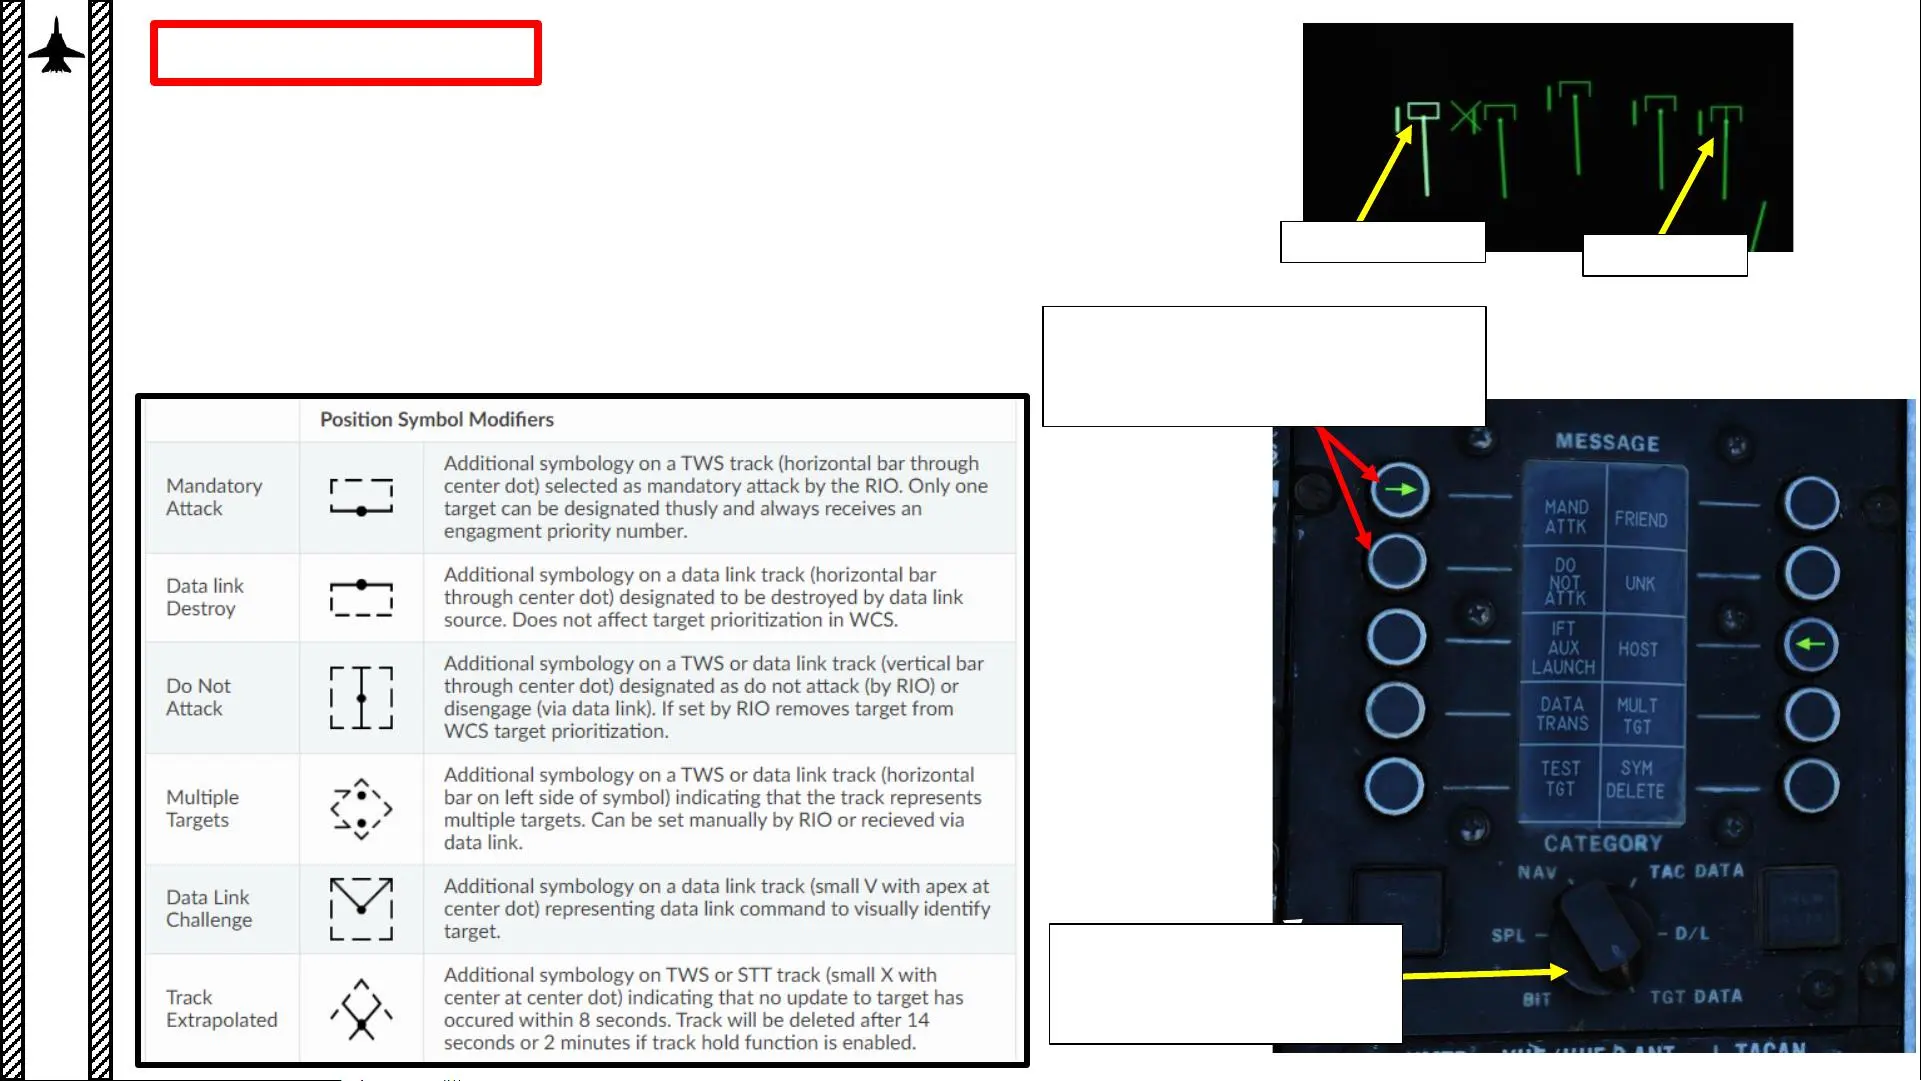 Position Symbol Modifiers
Mandatory
Attack
Additional symbology on a TWS track (horizontal bar through
center dot) selected as mandatory attack by the RIO. Only one
target can be designated thusly and always receives an
engagment priority number.
Data link
Destroy
Additional symbology on a data link track (horizontal bar
through center dot) designated to be destroyed by data link
source. Does not affect target prioritization in WCS.
Do Not
Attack
Additional symbology on a TWS or data link track (vertical bar
through center dot) designated as do not attack (by RIO) or
disengage (via data link). If set by RIO removes target from
WCS target prioritization.
Multiple
Targets
Additional symbology on a TWS or data link track (horizontal
bar on left side of symbol) indicating that the track represents
multiple targets. Can be set manually by RIO or recieved via
data link.
Data Link
Challenge
Additional symbology on a data link track (small V with apex at
center dot) representing data link command to visually identify
target.
Track
Extrapolated
Additional symbology on TWS or STT track (small X with
center at center dot) indicating that no update to target has
occured within 8 seconds. Track will be deleted after 14
seconds or 2 minutes if track hold function is enabled.
MESSAGE
MAND
ATTK
FRIEND
DO
NOT
ATTK
UNK
IFT
AUX
LAUNCH
HOST
DATA
TRANS
MULT
TGT
TEST
TGT
SYM
DELETE
CATEGORY
NAV
TAC DATA
SPL
D/L
BIT
TGT DATA
TACAN